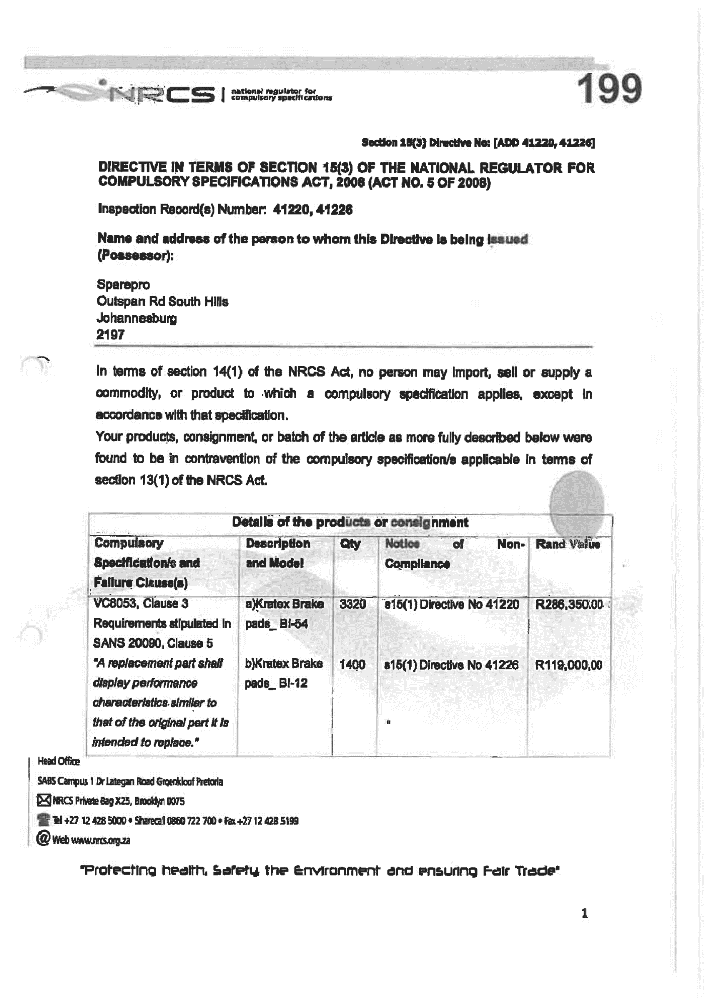 NRCS | national regulator for
compulsory specifications
199
Section 15(3) Directive No: [ADD 41220, 41226]
DIRECTIVE IN TERMS OF SECTION 15(3) OF THE NATIONAL REGULATOR FOR
COMPULSORY SPECIFICATIONS ACT, 2008 (ACT NO. 5 OF 2008)
Inspection Record(s) Number: 41220, 41226
Name and address of the person to whom this Directive is being issued
(Possessor):
Sparepro
Outspan Rd South Hills
Johannesburg
2197
In terms of section 14(1) of the NRCS Act, no person may import, sell or supply a
commodity, or product to which a compulsory specification applies, except in
accordance with that specification.
Your products, consignment, or batch of the article as more fully described below were
found to be in contravention of the compulsory specification/s applicable in terms of
section 13(1) of the NRCS Act.
Details of the products or consignment
Compulsory Description Qty Notice of Non- Rand Value
Specification/s and and Model Compliance
Failure Clause(s)
VC8053, Clause 3 a)Kratex Brake 3320 s15(1) Directive No 41220 R286,350.00
Requirements stipulated in pads_ BI-54
SANS 20090, Clause 5
"A replacement part shall b)Kratex Brake 1400 s15(1) Directive No 41226 R119,000,00
display performance pads_ BI-12
characteristics similar to
that of the original part it is "
intended to replace."
Head Office
SABS Campus 1 Dr Lategan Road Groenkloof Pretoria
NRCS Private Bag X25, Brooklyn 0075
Tel +27 12 428 5000 • Sharecall 0860 722 700 • Fax +27 12 428 5199
@ Web www.nrcs.org.za
"Protecting health, Safety, the Environment and ensuring Fair Trade"
1